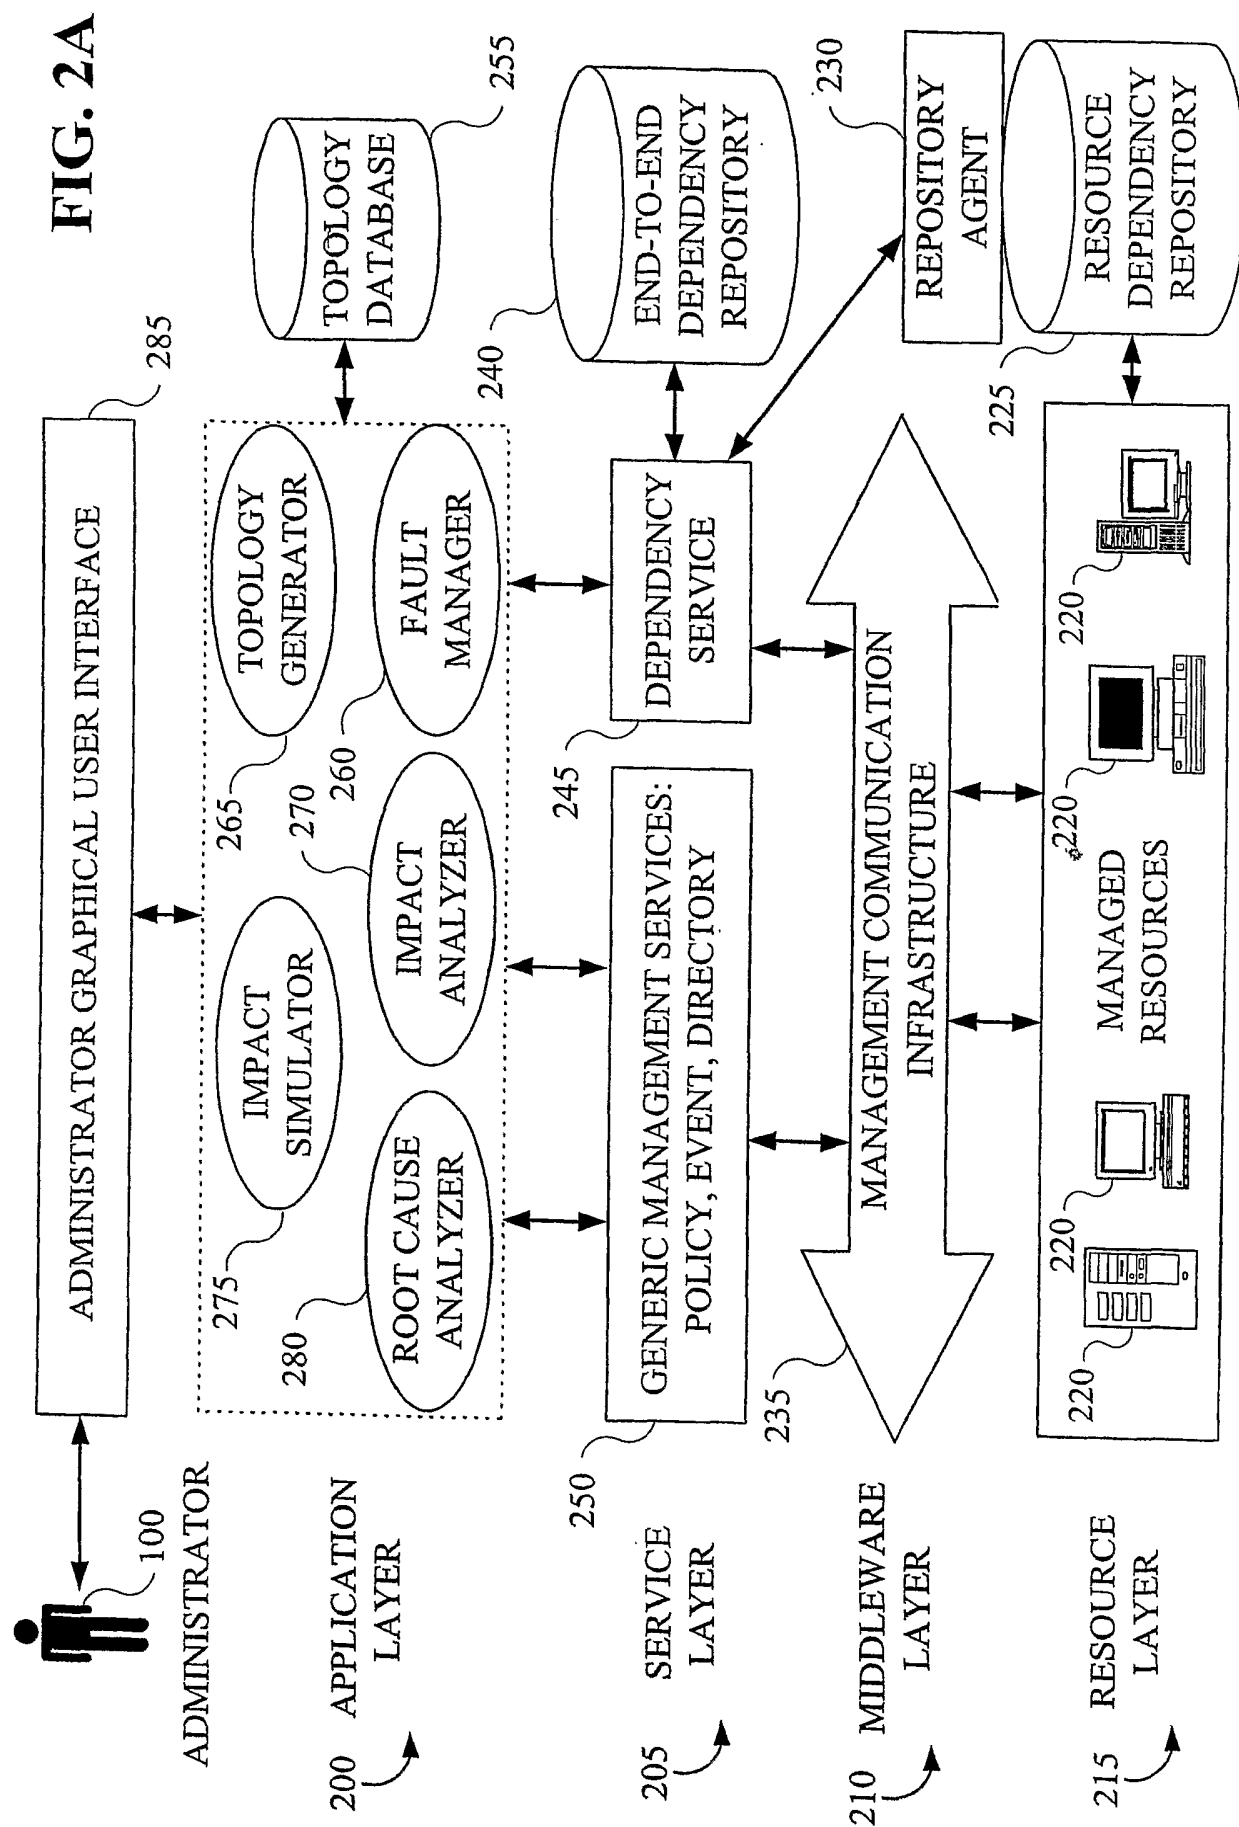 FIG. 2A
ADMINISTRATOR GRAPHICAL USER INTERFACE
285
100
ADMINISTRATOR
200
APPLICATION
LAYER
275
IMPACT
SIMULATOR
265
TOPOLOGY
GENERATOR
TOPOLOGY
DATABASE
255
280
ROOT CAUSE
ANALYZER
270
IMPACT
ANALYZER
260
FAULT
MANAGER
205
SERVICE
LAYER
250
GENERIC MANAGEMENT SERVICES:
POLICY, EVENT, DIRECTORY
245
DEPENDENCY
SERVICE
240
END-TO-END
DEPENDENCY
REPOSITORY
210
MIDDLEWARE
LAYER
235
MANAGEMENT COMMUNICATION
INFRASTRUCTURE
230
REPOSITORY
AGENT
215
RESOURCE
LAYER
220
220
MANAGED
RESOURCES
220
220
225
RESOURCE
DEPENDENCY
REPOSITORY